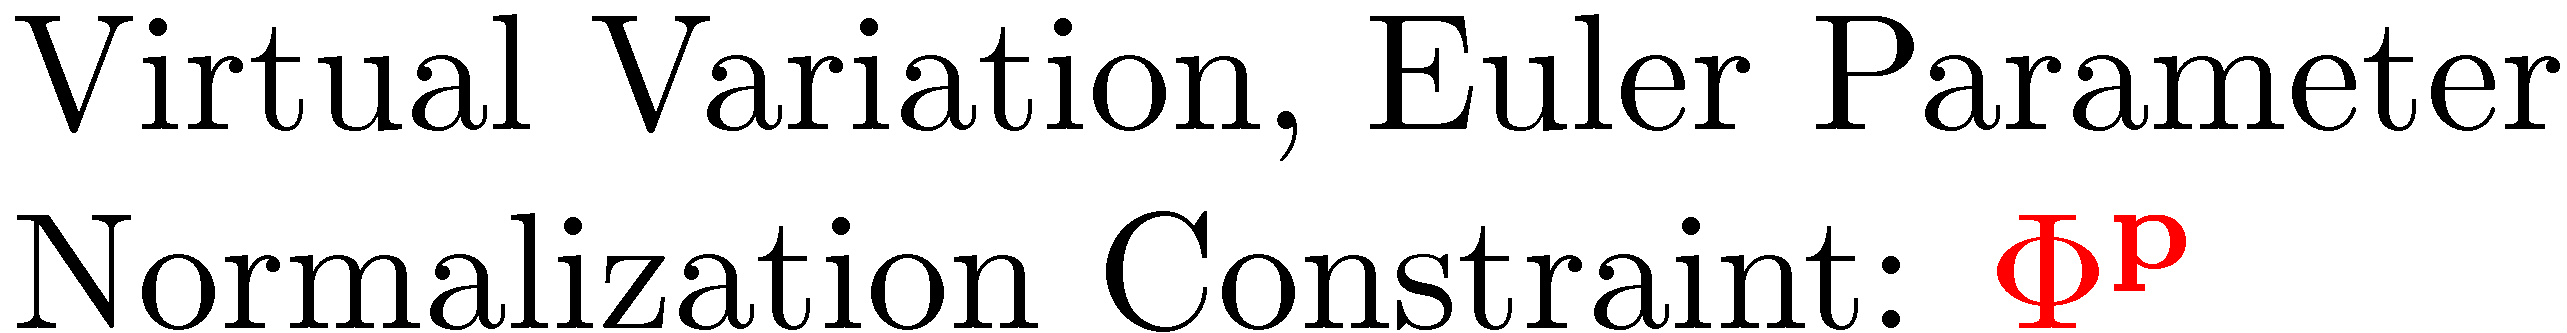 Virtual Variation, Euler Parameter
Normalization Constraint: Φᵖ